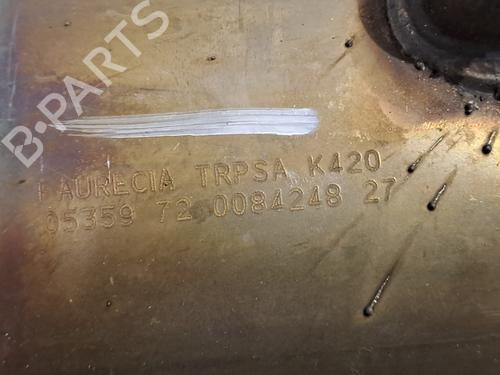 B-PARTS
FAURECIA TRPSA K420
05359 72 0084248 27